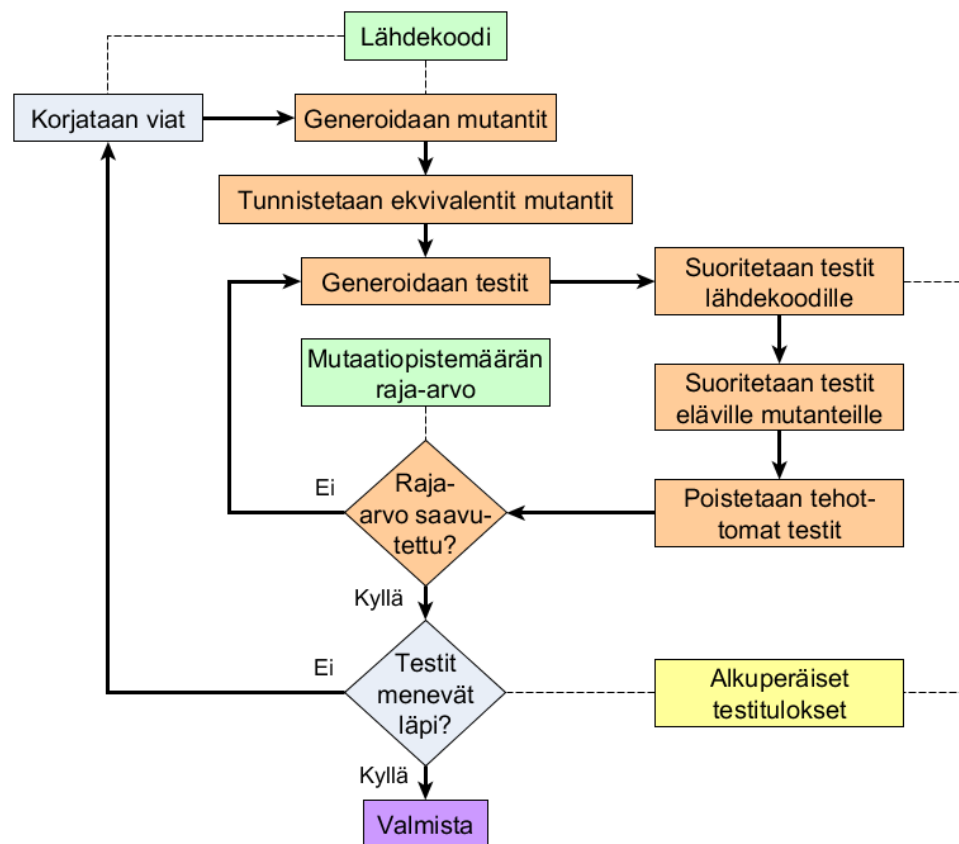 Lähdekoodi
Korjataan viat
Generoidaan mutantit
Tunnistetaan ekvivalentit mutantit
Generoidaan testit
Suoritetaan testit
lähdekoodille
Mutaatiopistemäärän
raja-arvo
Suoritetaan testit
eläville mutanteille
Ei
Raja-
arvo saavu-
tettu?
Poistetaan tehot-
tomat testit
Kyllä
Ei
Testit
menevät
läpi?
Alkuperäiset
testitulokset
Kyllä
Valmista